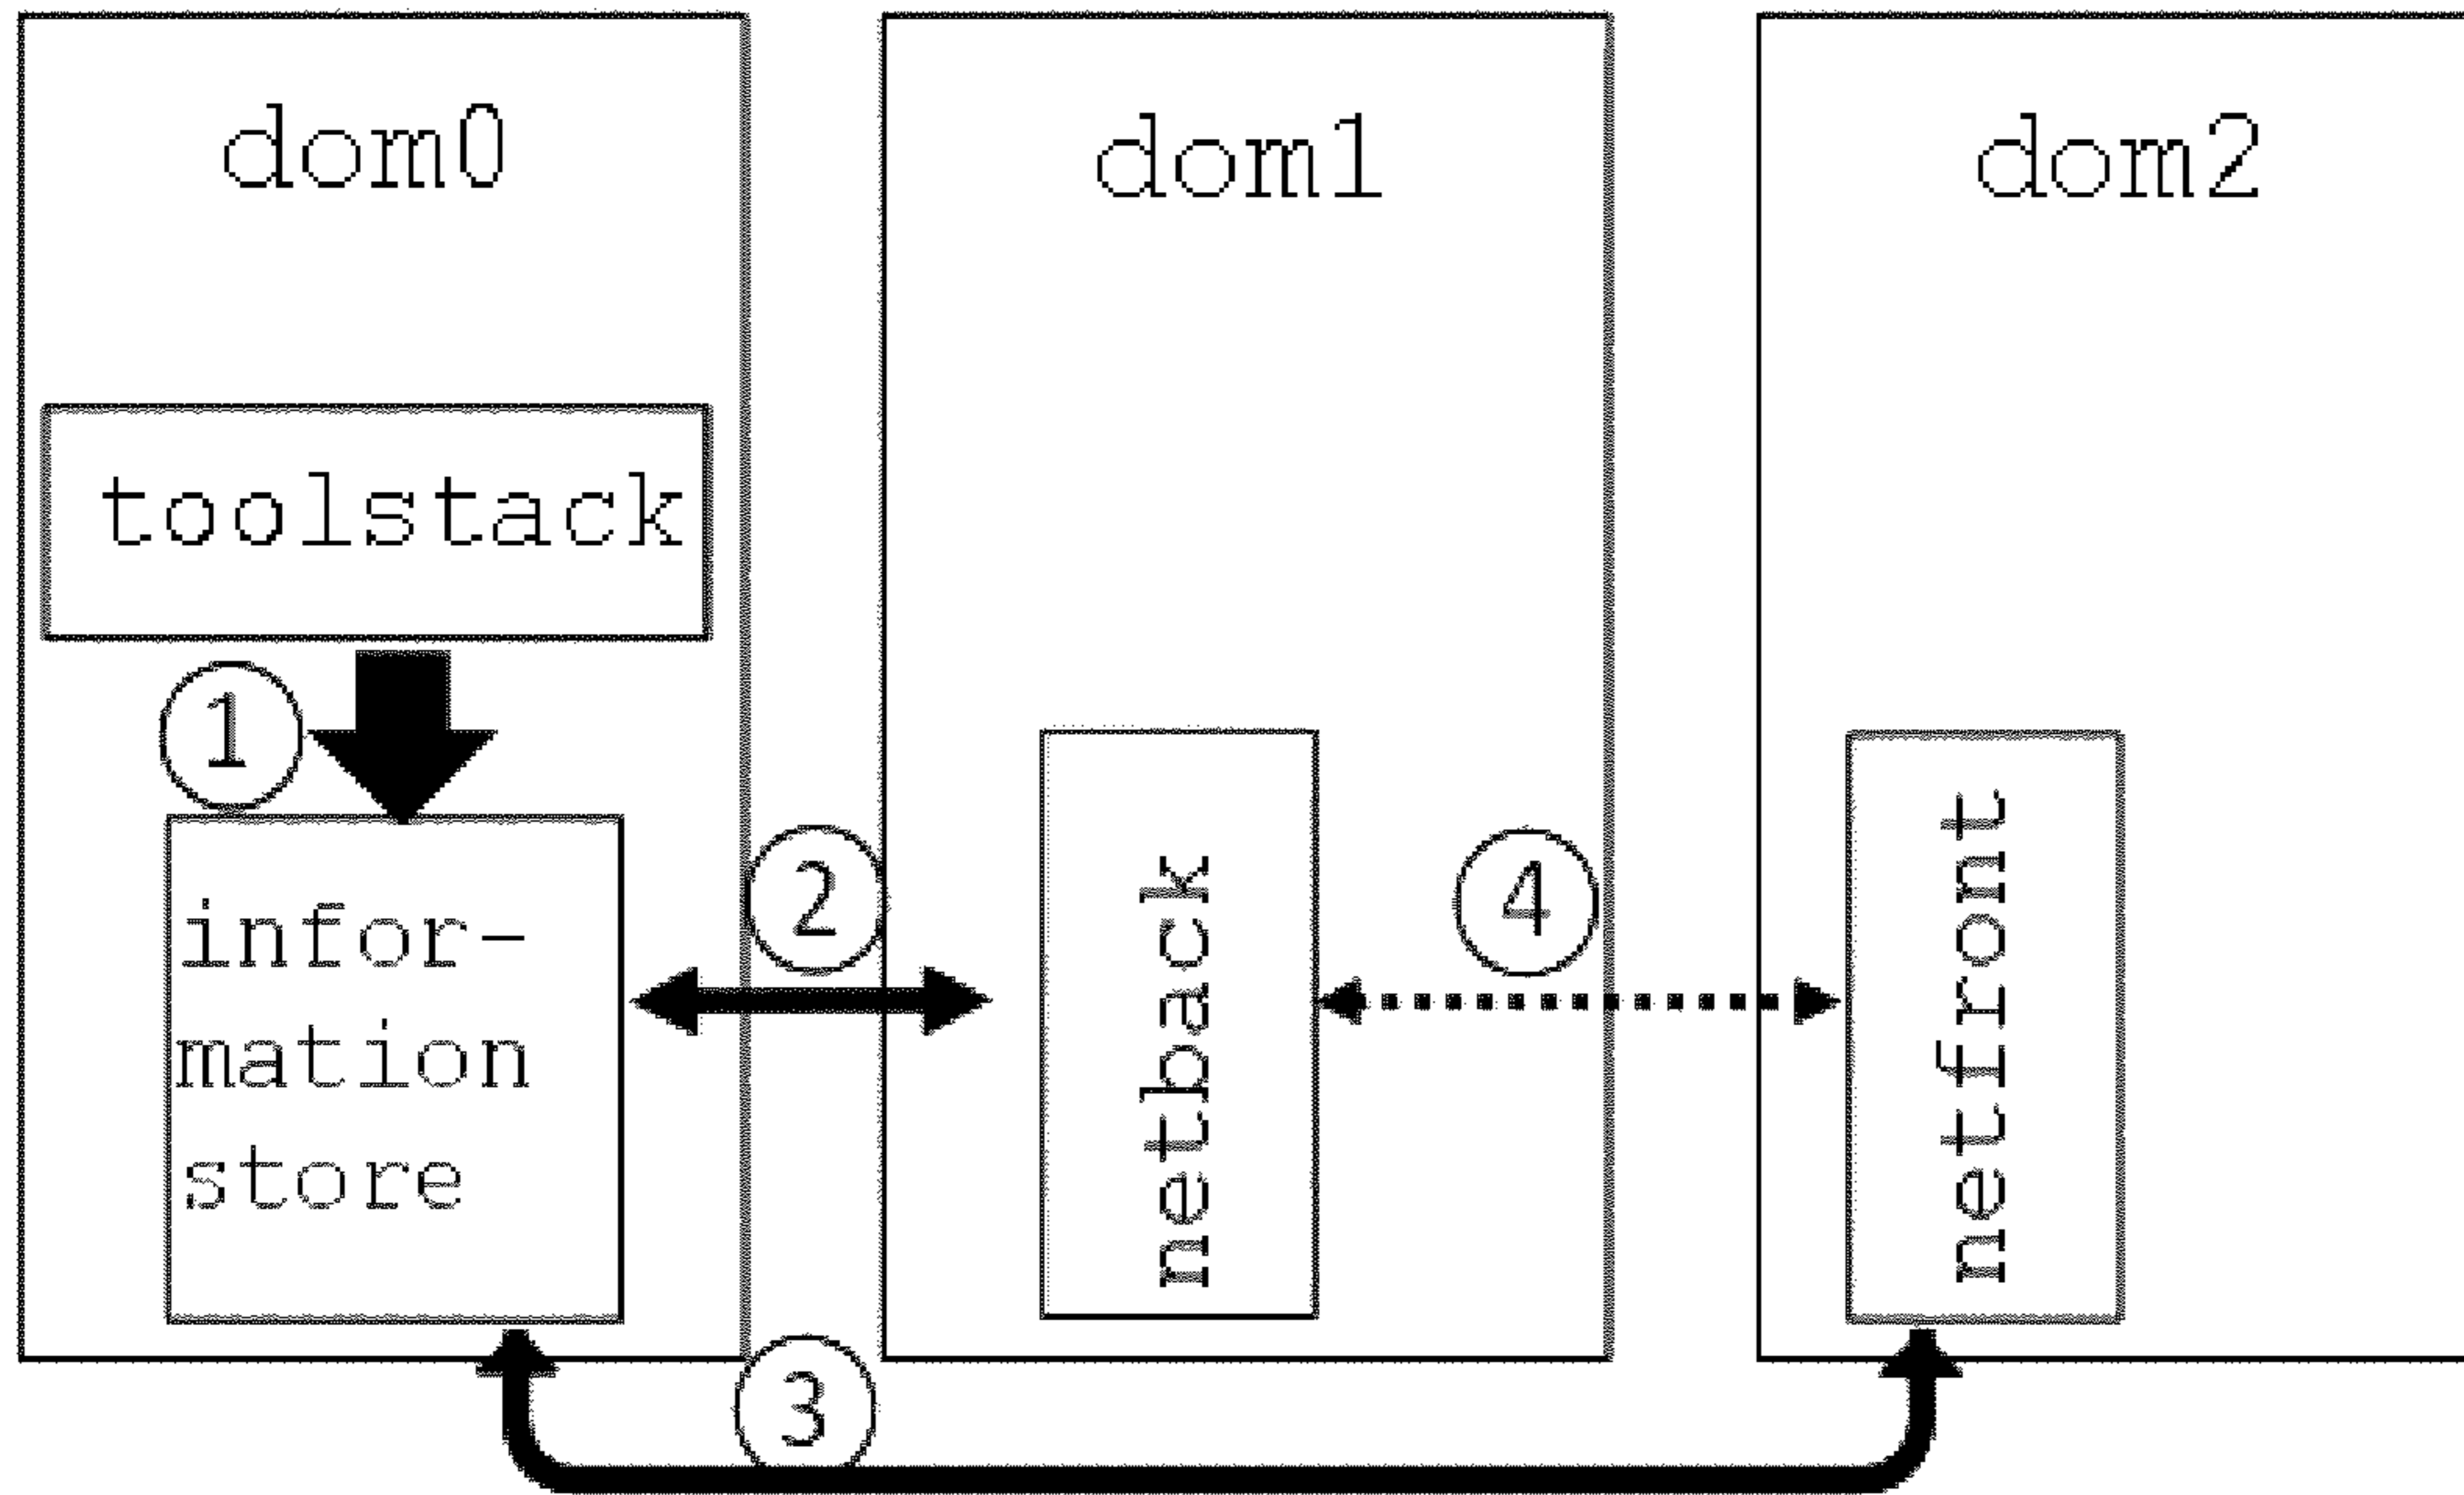 dom0
dom1
dom2
toolstack
1
infor-
mation
store
2
netback
4
netfront
3